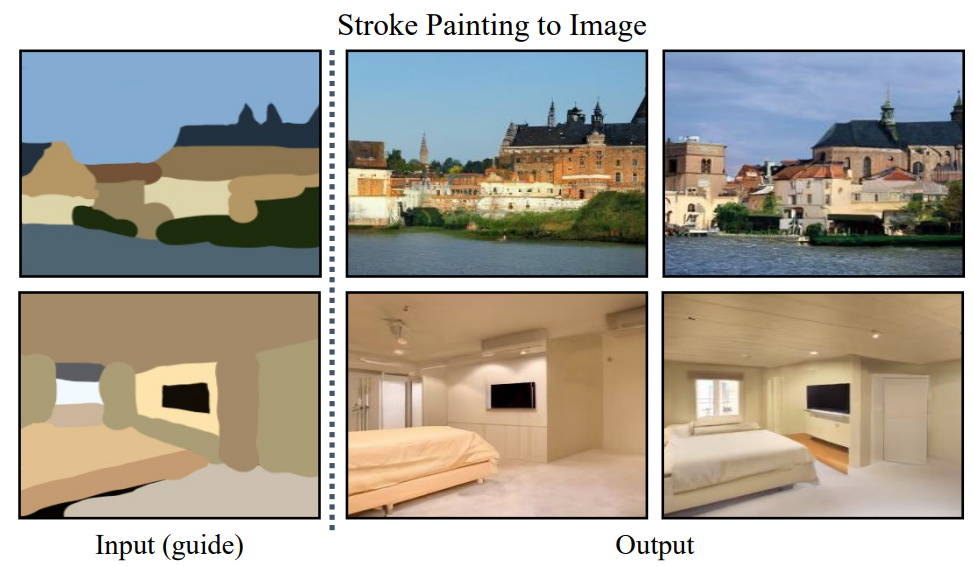 Stroke Painting to Image
Input (guide)
Output